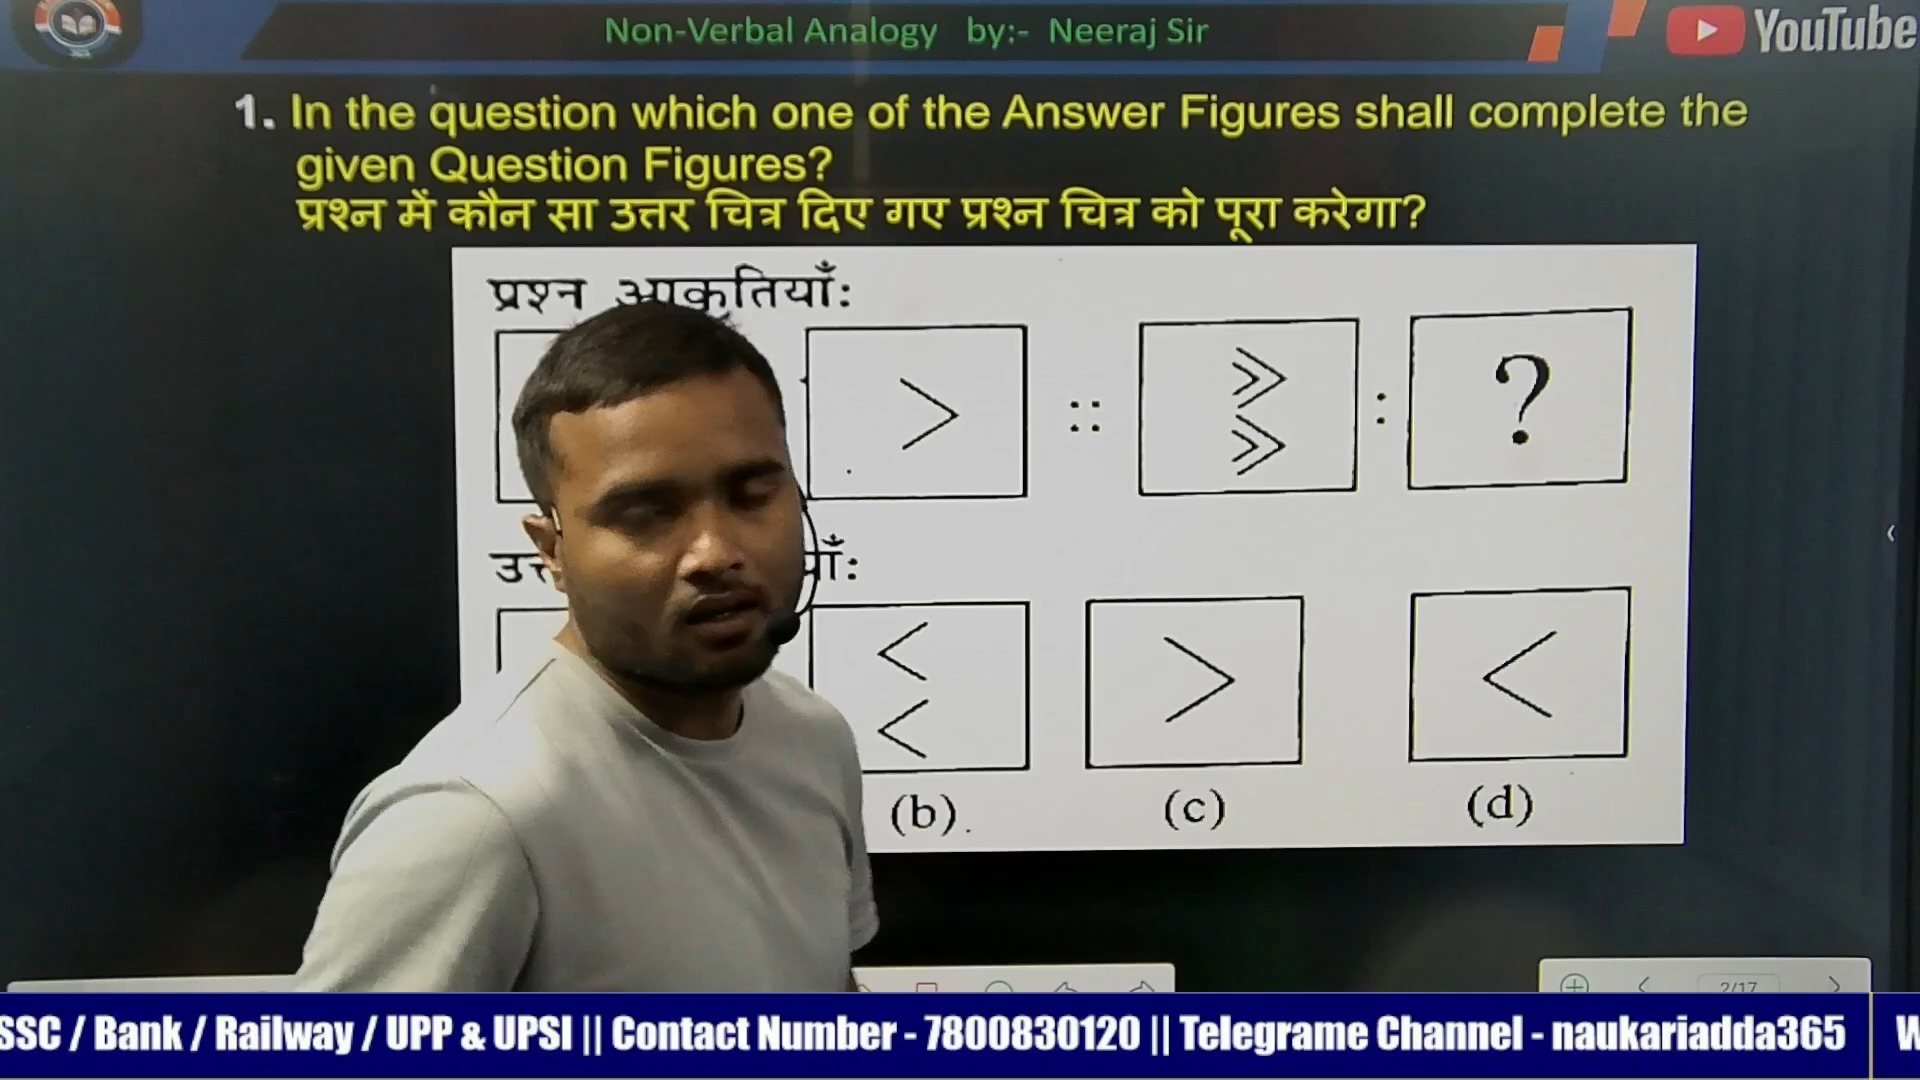 Non-Verbal Analogy by:- Neeraj Sir
YouTube
1. In the question which one of the Answer Figures shall complete the
given Question Figures?
प्रश्न में कौन सा उत्तर चित्र दिए गए प्रश्न चित्र को पूरा करेगा?
प्रश्न आकृतियाँ:
:: : ?
(b). (c) (d)
2/17
SSC / Bank / Railway / UPP & UPSI || Contact Number - 7800830120 || Telegrame Channel - naukariadda365